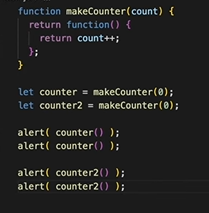 function makeCounter(count) {
  return function() {
    return count++;
  };
}

let counter = makeCounter(0);
let counter2 = makeCounter(0);

alert( counter() );
alert( counter() );

alert( counter2() );
alert( counter2() );